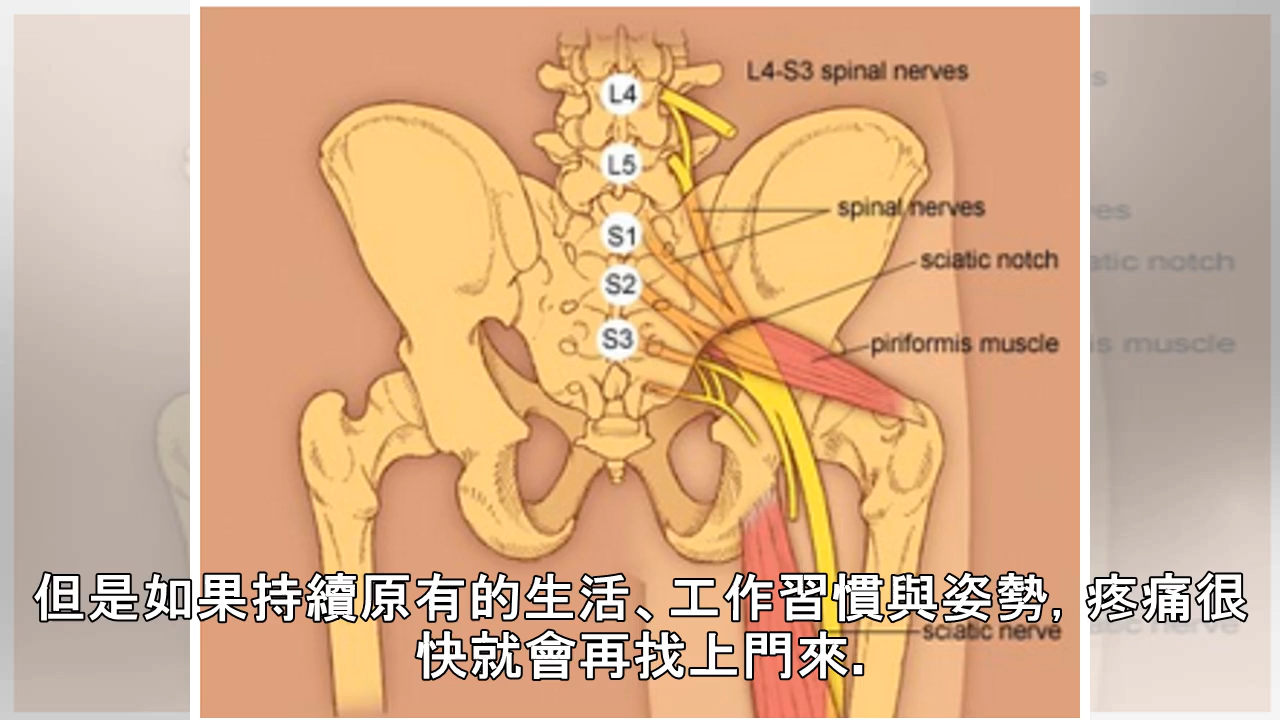 L4-S3 spinal nerves
L4
L5
spinal nerves
S1
sciatic notch
S2
S3
piriformis muscle
但是如果持續原有的生活、工作習慣與姿勢, 疼痛很
快就會再找上門來.
sciatic nerve